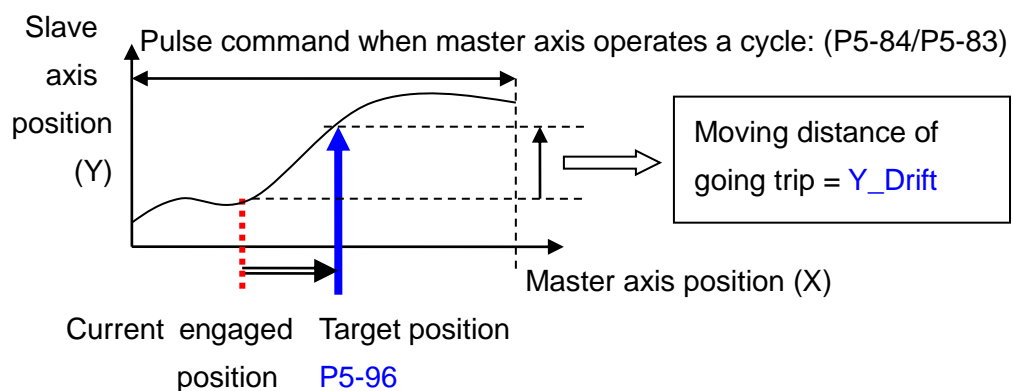 Slave
axis
position
(Y)
Pulse command when master axis operates a cycle: (P5-84/P5-83)
Moving distance of
going trip = Y_Drift
Master axis position (X)
Current engaged
position
Target position
P5-96